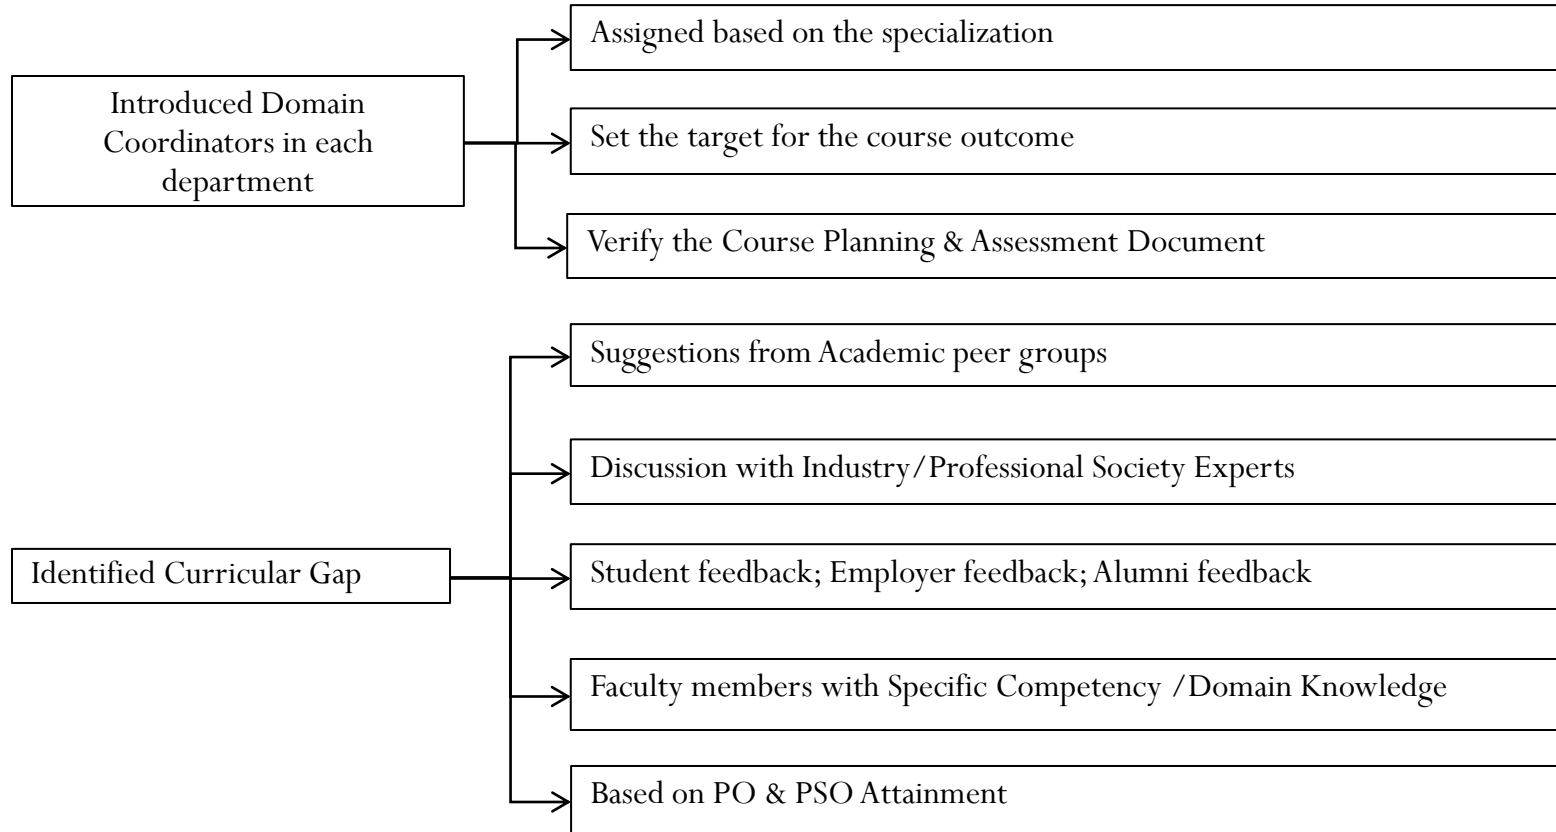 Assigned based on the specialization
Introduced Domain
Coordinators in each
department
Set the target for the course outcome
Verify the Course Planning & Assessment Document
Suggestions from Academic peer groups
Discussion with Industry/Professional Society Experts
Identified Curricular Gap
Student feedback; Employer feedback; Alumni feedback
Faculty members with Specific Competency /Domain Knowledge
Based on PO & PSO Attainment